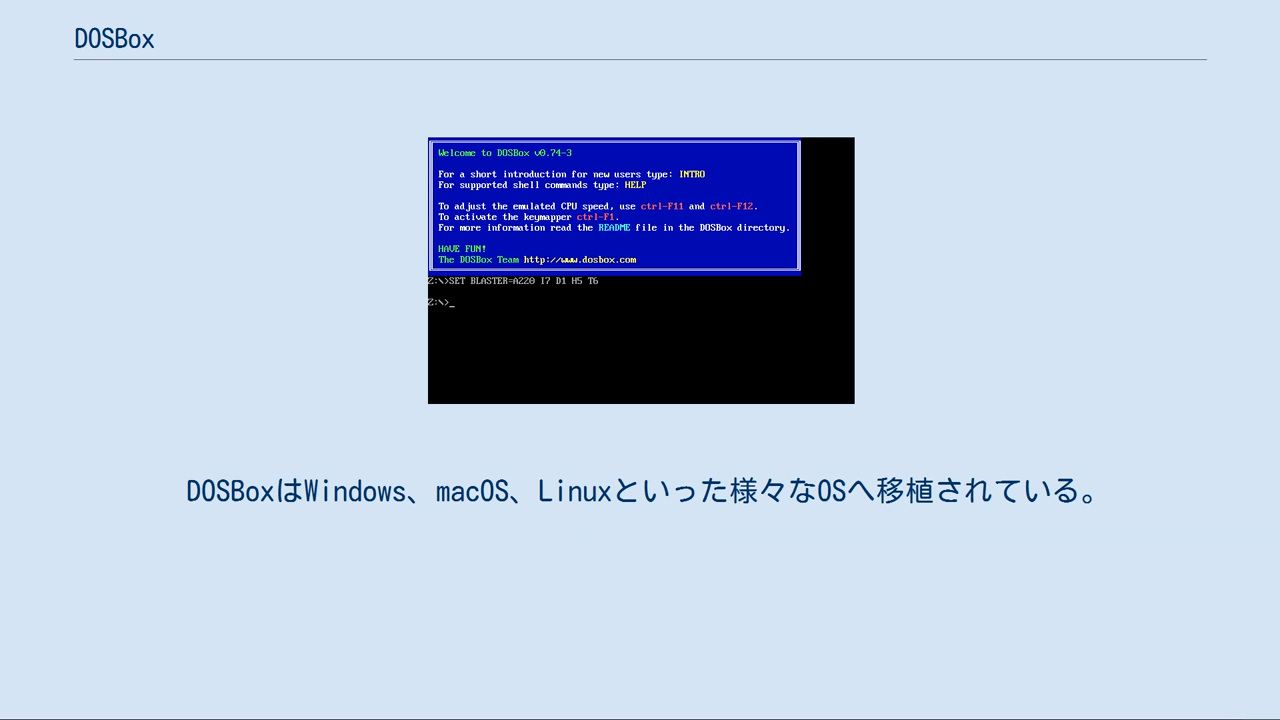 DOSBox
Welcome to DOSBox v0.74-3
For a short introduction for new users type: INTRO
For supported shell commands type: HELP
To adjust the emulated CPU speed, use ctrl-F11 and ctrl-F12.
To activate the keymapper ctrl-F1.
For more information read the README file in the DOSBox directory.
HAVE FUN!
The DOSBox Team http://www.dosbox.com
Z:\>SET BLASTER=A220 I7 D1 H5 T6
Z:\>_
DOSBoxはWindows、macOS、Linuxといった様々なOSへ移植されている。